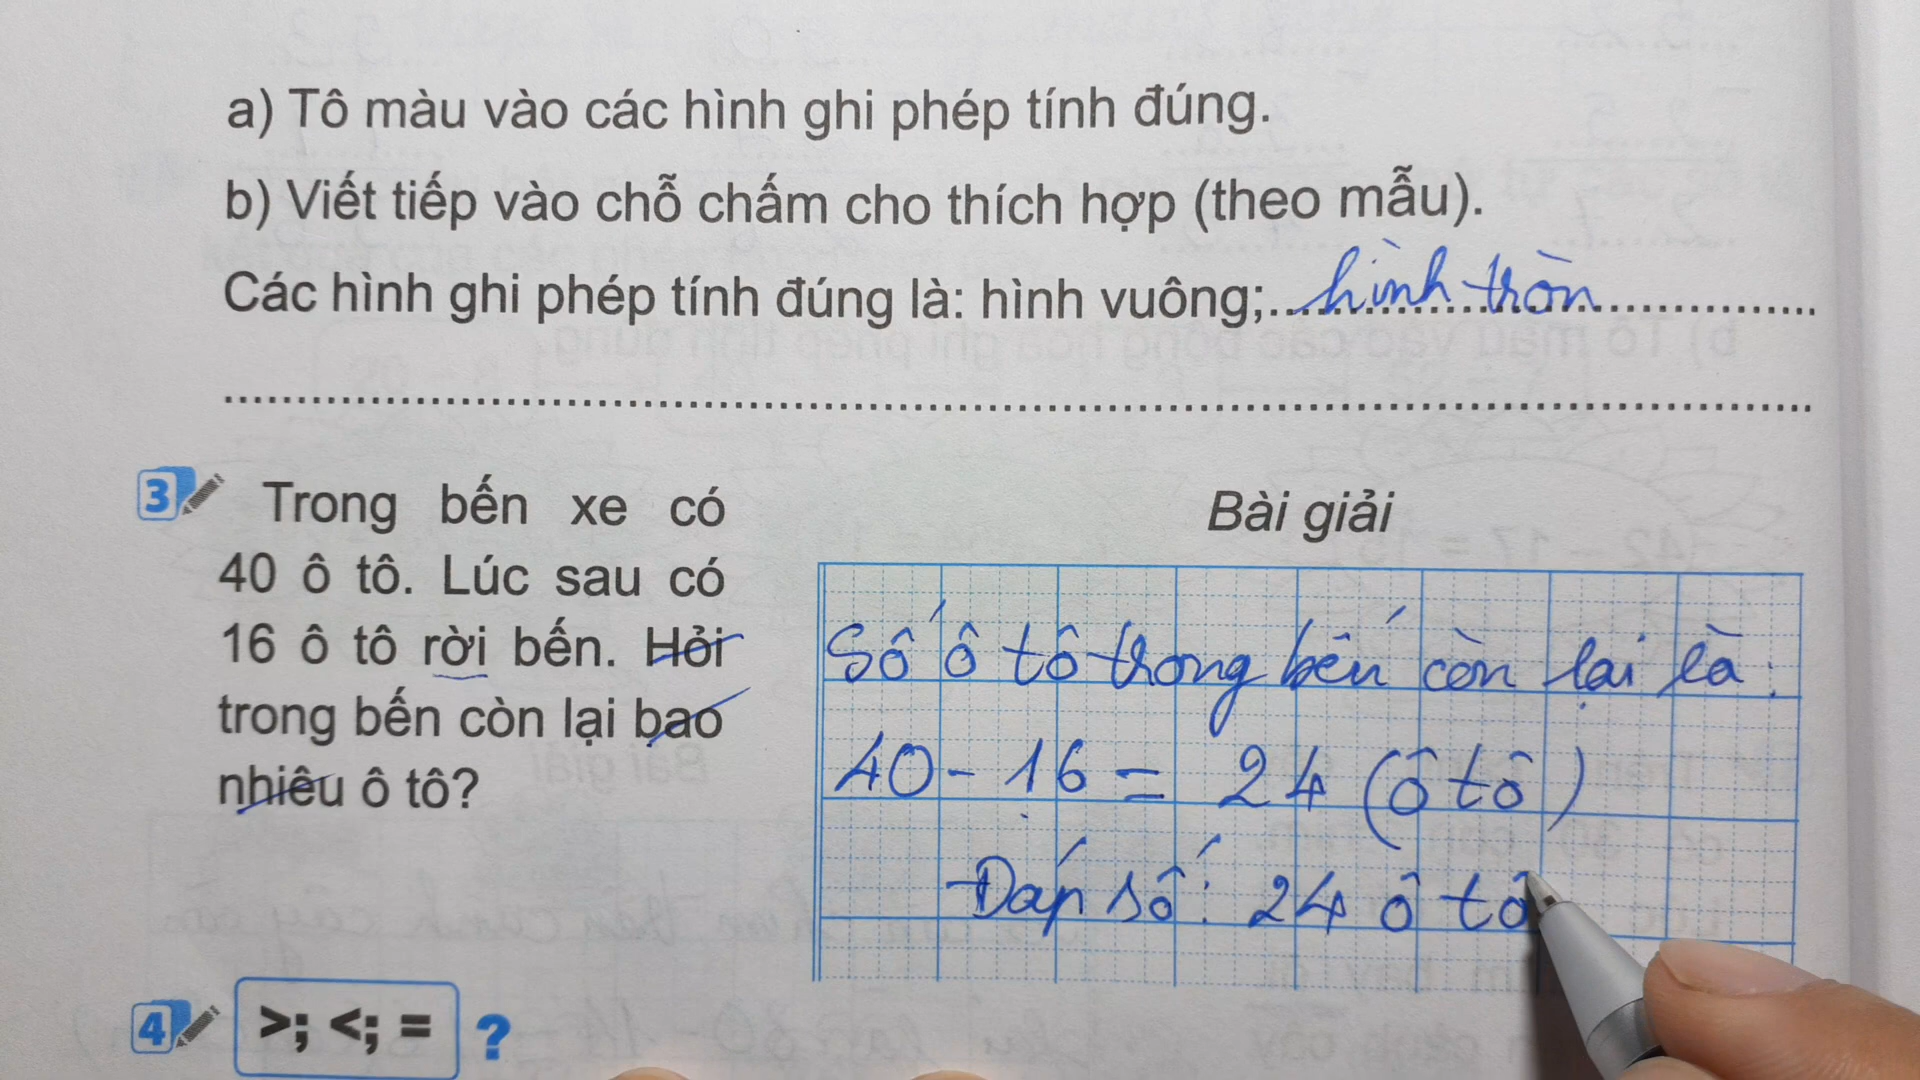 a) Tô màu vào các hình ghi phép tính đúng.
b) Viết tiếp vào chỗ chấm cho thích hợp (theo mẫu).
Các hình ghi phép tính đúng là: hình vuông; hình tròn
3 Trong bến xe có
40 ô tô. Lúc sau có
16 ô tô rời bến. Hỏi
trong bến còn lại bao
nhiêu ô tô?
Bài giải
Số ô tô trong bến còn lại là:
40 - 16 = 24 (ô tô)
Đáp số: 24 ô tô
4 >; <; = ?